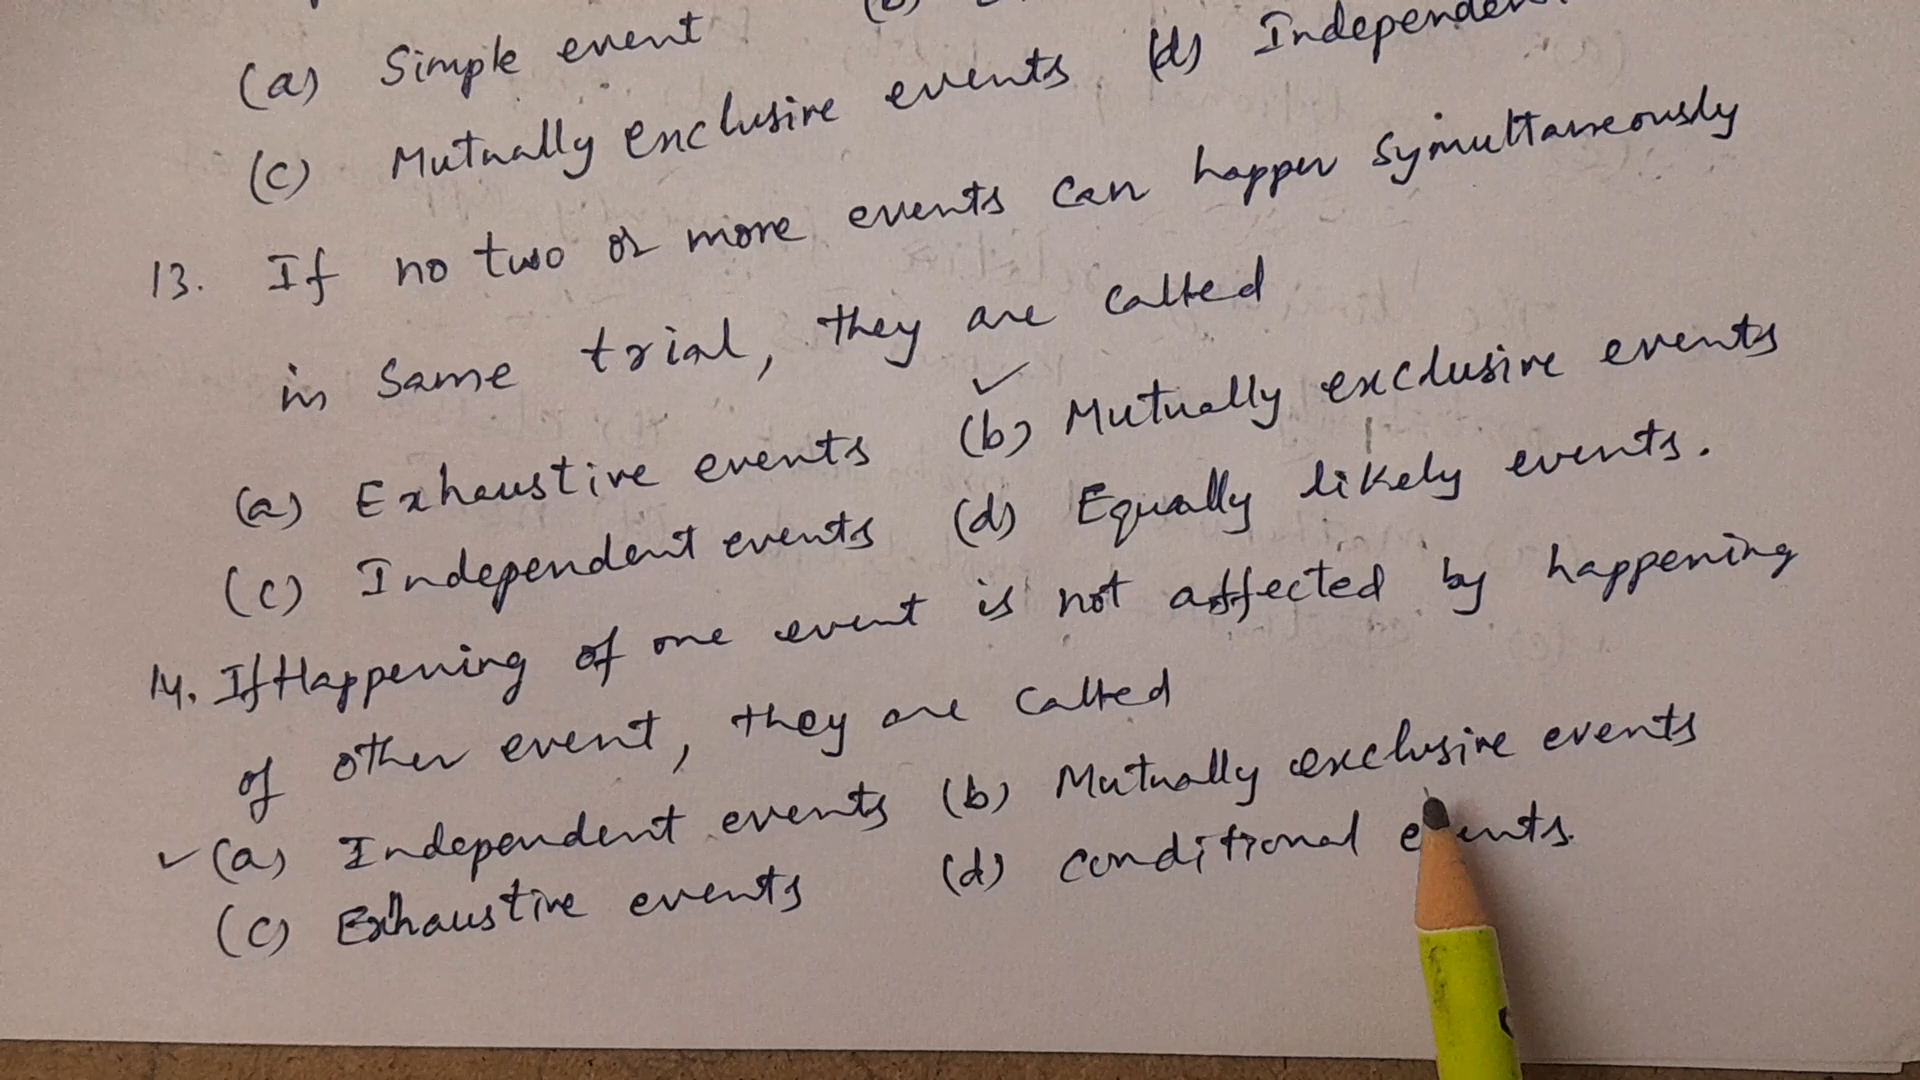 (a) Simple event (b)
(c) Mutually exclusive events (d) Independent
13. If no two or more events can happen symultaneously
in same trial, they are called
(a) Exhaustive events (b) Mutually exclusive events
(c) Independent events (d) Equally likely events.
14. If Happening of one event is not affected by happening
of other event, they are called
(a) Independent events (b) Mutually exclusive events
(c) Exhaustive events (d) conditional events.